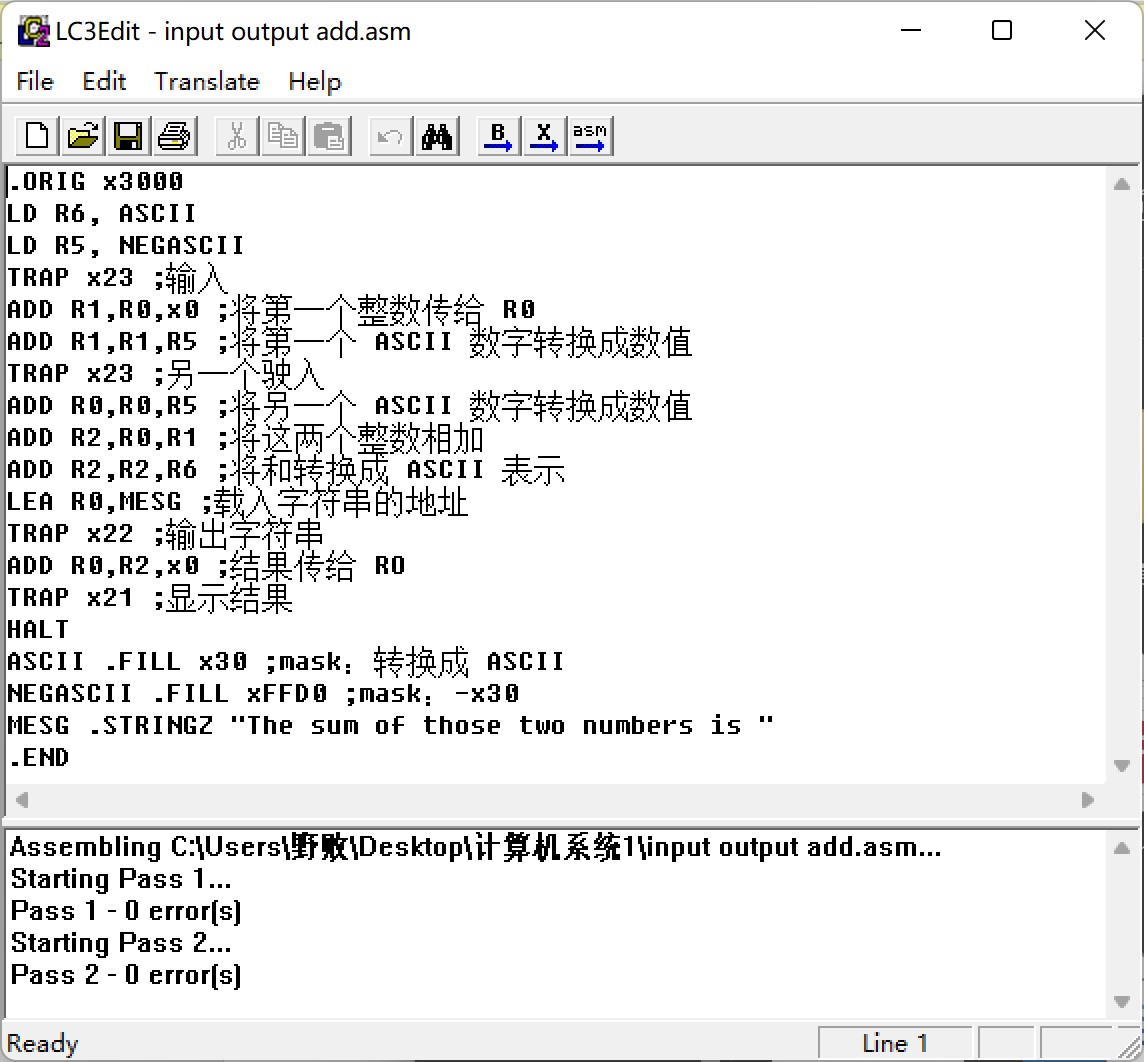 LC3Edit - input output add.asm
File Edit Translate Help
B X asm
.ORIG x3000
LD R6, ASCII
LD R5, NEGASCII
TRAP x23 ;输入
ADD R1,R0,x0 ;将第一个整数传给 R0
ADD R1,R1,R5 ;将第一个 ASCII 数字转换成数值
TRAP x23 ;另一个驶入
ADD R0,R0,R5 ;将另一个 ASCII 数字转换成数值
ADD R2,R0,R1 ;将这两个整数相加
ADD R2,R2,R6 ;将和转换成 ASCII 表示
LEA R0,MESG ;载入字符串的地址
TRAP x22 ;输出字符串
ADD R0,R2,x0 ;结果传给 RO
TRAP x21 ;显示结果
HALT
ASCII .FILL x30 ;mask：转换成 ASCII
NEGASCII .FILL xFFD0 ;mask：-x30
MESG .STRINGZ "The sum of those two numbers is "
.END
Assembling C:\Users\野败\Desktop\计算机系统1\input output add.asm...
Starting Pass 1...
Pass 1 - 0 error(s)
Starting Pass 2...
Pass 2 - 0 error(s)
Ready Line 1